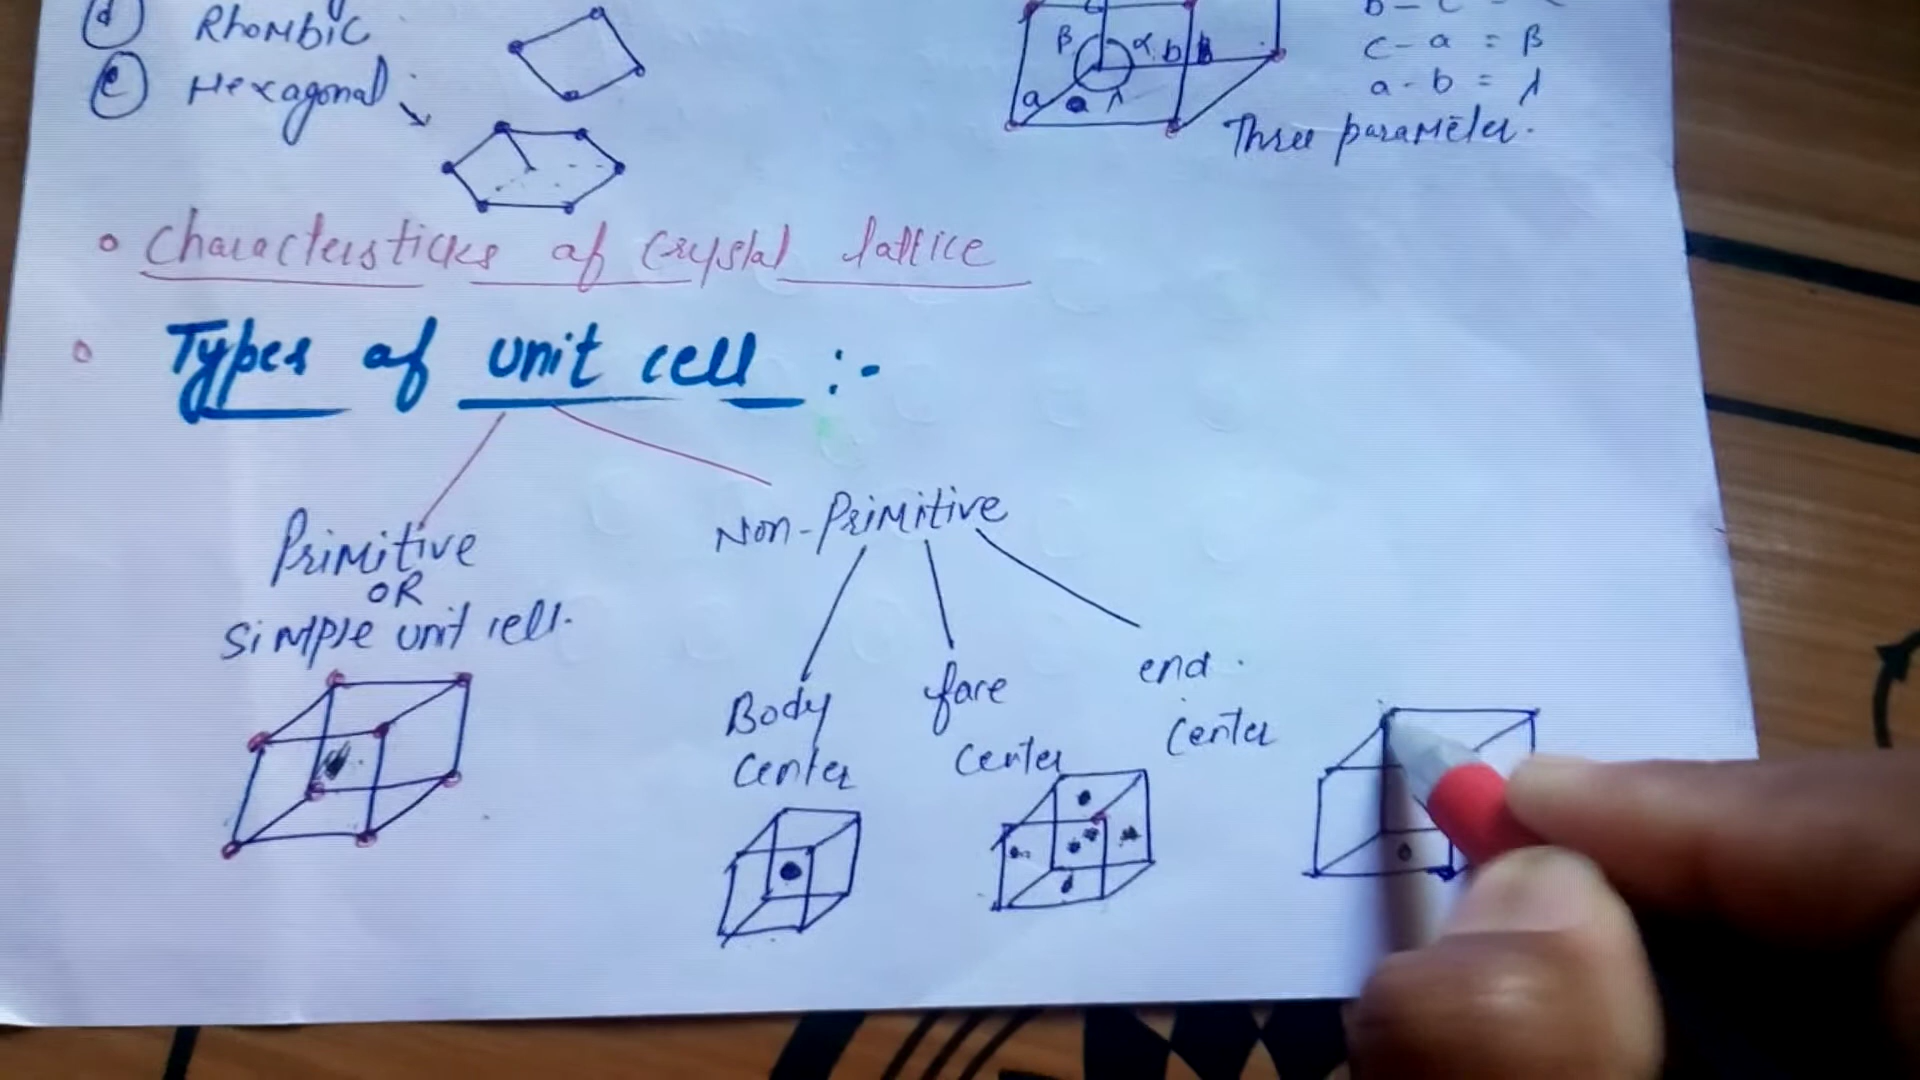 d Rhombic
e Hexagonal
β α b
a a λ
c - a = β
a - b = λ
Three parameter.
Characterısticks of Crystal lattice
Types of unit cell :-
Primitive
OR
Simple unit cell.
Non-Primitive
Body
center
face
center
end
center